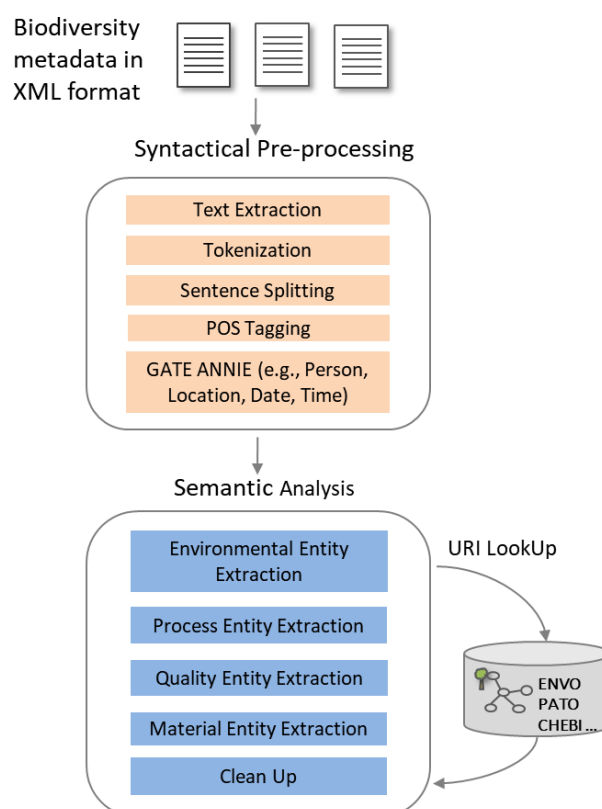 Biodiversity
metadata in
XML format
Syntactical Pre-processing
Text Extraction
Tokenization
Sentence Splitting
POS Tagging
GATE ANNIE (e.g., Person,
Location, Date, Time)
Semantic Analysis
Environmental Entity
Extraction
URI LookUp
Process Entity Extraction
Quality Entity Extraction
ENVO
PATO
CHEBI ...
Material Entity Extraction
Clean Up